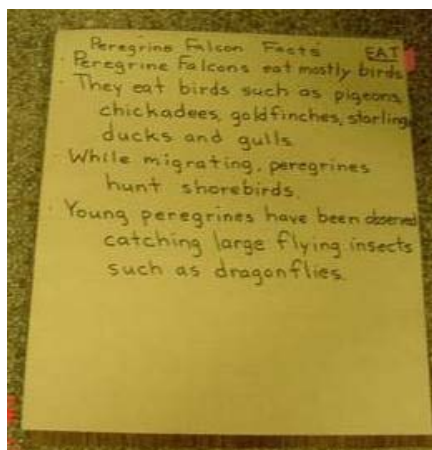 Peregrine Falcon Facts EAT
· Peregrine Falcons eat mostly birds
· They eat birds such as pigeons,
chickadees, goldfinches, starling
ducks and gulls.
· While migrating, peregrines
hunt shorebirds.
· Young peregrines have been observed
catching large flying insects
such as dragonflies.